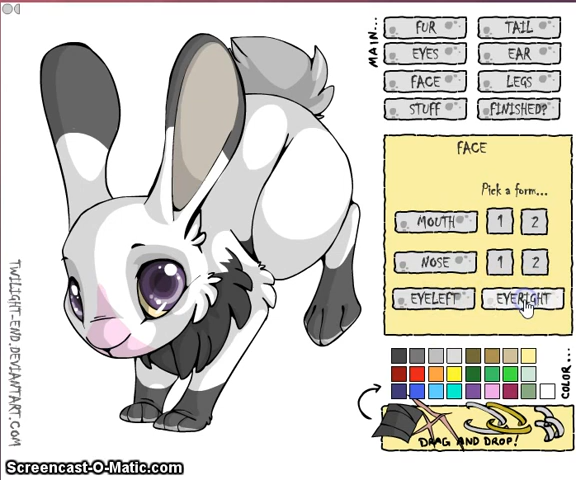 MAIN...
FUR
TAIL
EYES
EAR
FACE
LEGS
STUFF
FINISHED?
FACE
Pick a form...
MOUTH 1 2
NOSE 1 2
EYELEFT
EYERIGHT
COLOR...
DRAG AND DROP!
TWILIGHT-END.DEVIANTART.COM
Screencast-O-Matic.com